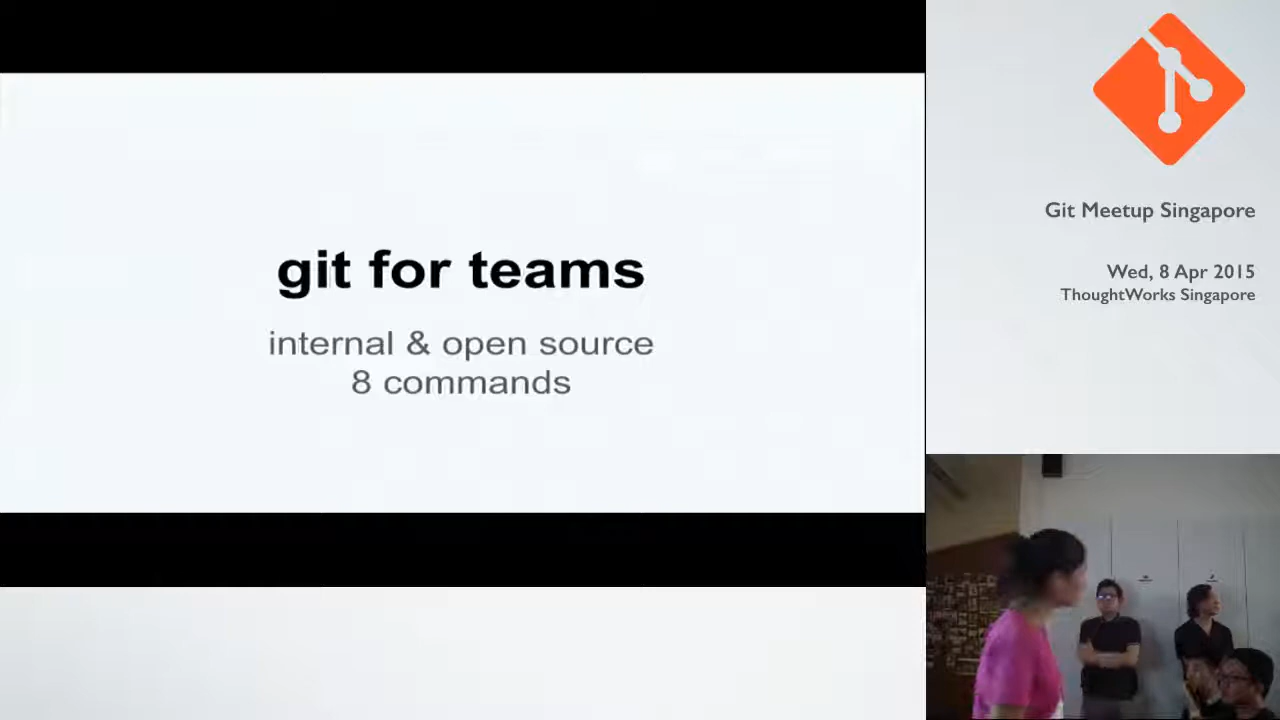 git for teams
internal & open source
8 commands
Git Meetup Singapore
Wed, 8 Apr 2015
ThoughtWorks Singapore